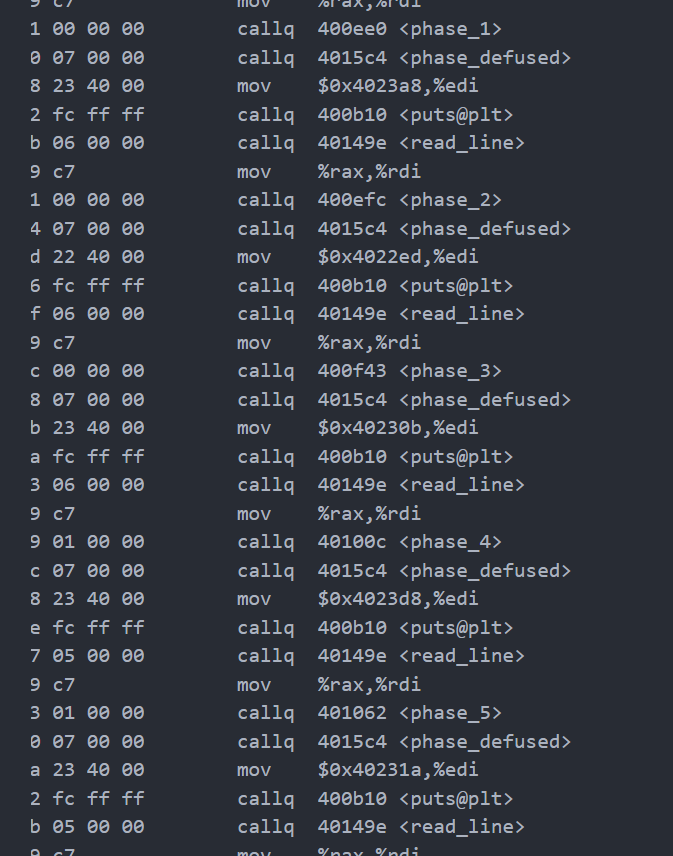 9 c7 mov %rax,%rdi
1 00 00 00 callq 400ee0 <phase_1>
0 07 00 00 callq 4015c4 <phase_defused>
8 23 40 00 mov $0x4023a8,%edi
2 fc ff ff callq 400b10 <puts@plt>
b 06 00 00 callq 40149e <read_line>
9 c7 mov %rax,%rdi
1 00 00 00 callq 400efc <phase_2>
4 07 00 00 callq 4015c4 <phase_defused>
d 22 40 00 mov $0x4022ed,%edi
6 fc ff ff callq 400b10 <puts@plt>
f 06 00 00 callq 40149e <read_line>
9 c7 mov %rax,%rdi
c 00 00 00 callq 400f43 <phase_3>
8 07 00 00 callq 4015c4 <phase_defused>
b 23 40 00 mov $0x40230b,%edi
a fc ff ff callq 400b10 <puts@plt>
3 06 00 00 callq 40149e <read_line>
9 c7 mov %rax,%rdi
9 01 00 00 callq 40100c <phase_4>
c 07 00 00 callq 4015c4 <phase_defused>
8 23 40 00 mov $0x4023d8,%edi
e fc ff ff callq 400b10 <puts@plt>
7 05 00 00 callq 40149e <read_line>
9 c7 mov %rax,%rdi
3 01 00 00 callq 401062 <phase_5>
0 07 00 00 callq 4015c4 <phase_defused>
a 23 40 00 mov $0x40231a,%edi
2 fc ff ff callq 400b10 <puts@plt>
b 05 00 00 callq 40149e <read_line>
9 c7 mov %rax,%rdi